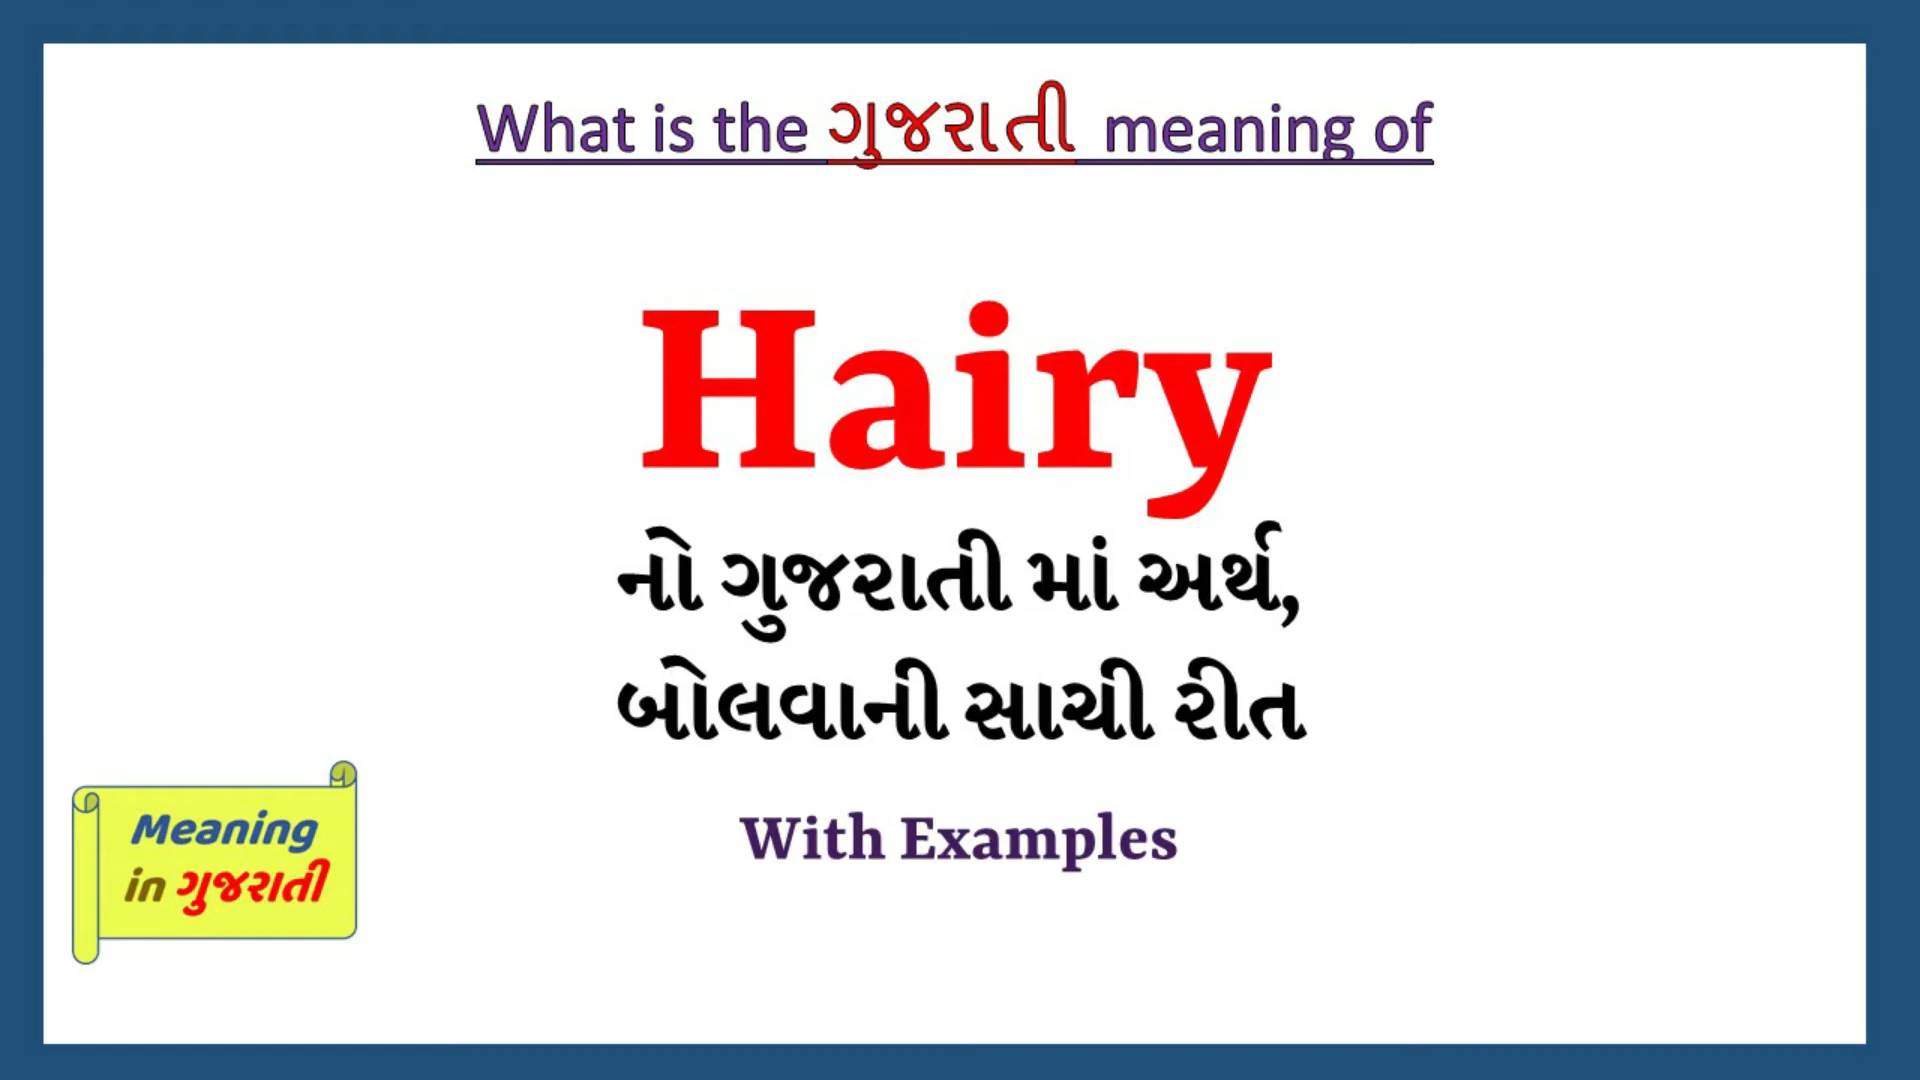 What is the ગુજરાતી meaning of
Hairy
નો ગુજરાતી માં અર્થ,
બોલવાની સાચી રીત
With Examples
Meaning
in ગુજરાતી